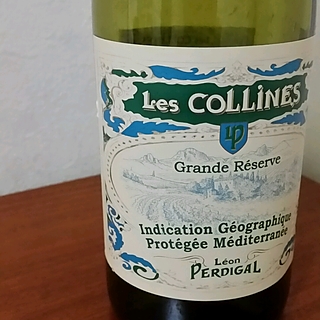 Les COLLINES
LP
Grande Réserve
Indication Géographique
Protégée Méditerranée
Léon
PERDIGAL